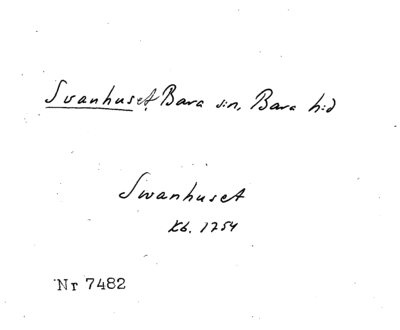 Svanhuset, Bara sn, Bara hd
Swanhuset
Kb. 1754
Nr 7482